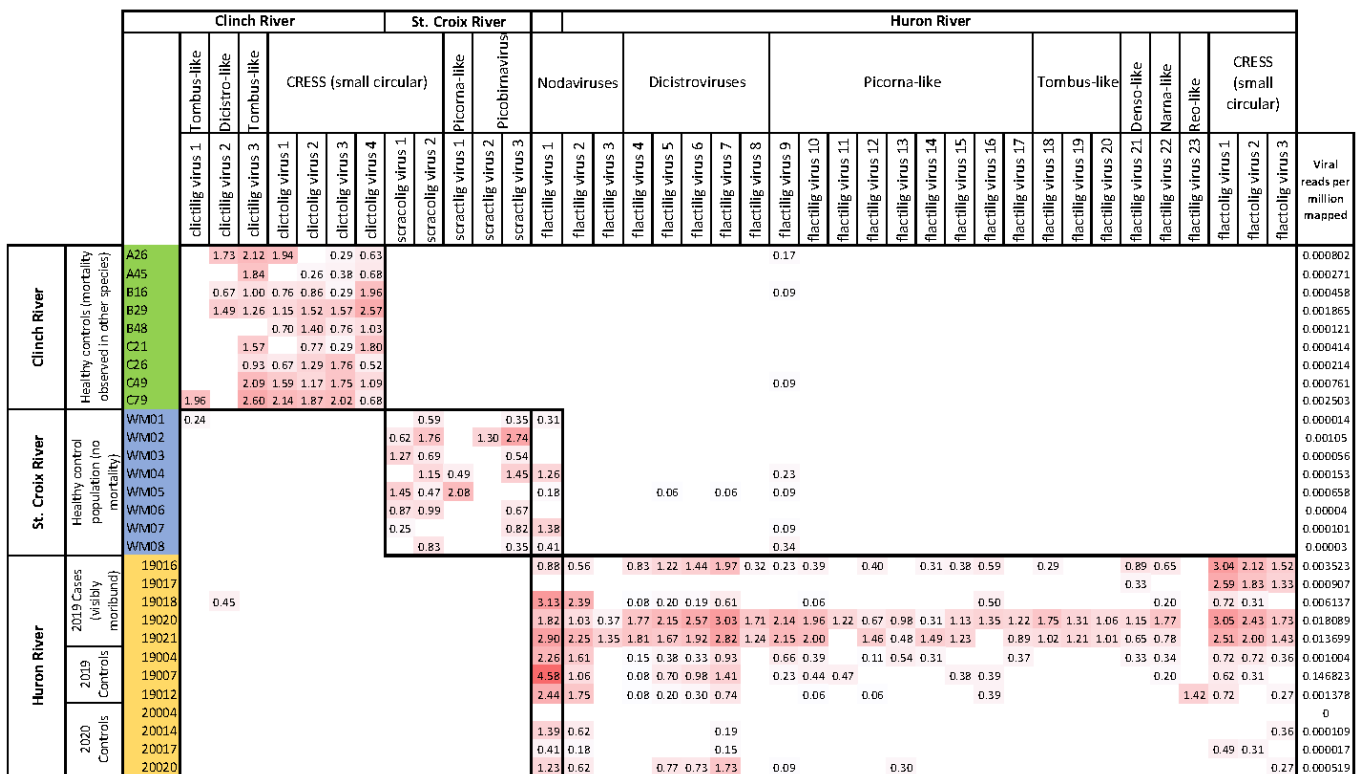 Clinch River St. Croix River Huron River
Tombus-like Dicistro-like Tombus-like CRESS (small circular) Picorna-like Picobirnaviruse Nodaviruses Dicistroviruses Picorna-like Tombus-like Denso-like Narna-like Reo-like CRESS (small circular)
clictilig virus 1 clictilig virus 2 clictilig virus 3 clictolig virus 1 clictolig virus 2 clictolig virus 3 clictolig virus 4 scracolig virus 1 scracolig virus 2 scractilig virus 1 scractilig virus 2 scractilig virus 3 flactilig virus 1 flactilig virus 2 flactilig virus 3 flactilig virus 4 flactilig virus 5 flactilig virus 6 flactilig virus 7 flactilig virus 8 flactilig virus 9 flactilig virus 10 flactilig virus 11 flactilig virus 12 flactilig virus 13 flactilig virus 14 flactilig virus 15 flactilig virus 16 flactilig virus 17 flactilig virus 18 flactilig virus 19 flactilig virus 20 flactilig virus 21 flactilig virus 22 flactilig virus 23 flactolig virus 1 flactolig virus 2 flactolig virus 3 Viral reads per million mapped
Clinch River
Healthy controls (mortality observed in other species)
A26 1.73 2.12 1.94 0.29 0.63 0.17 0.000802
A45 1.84 0.26 0.38 0.68 0.000271
B16 0.67 1.00 0.76 0.86 0.29 1.96 0.09 0.000458
B29 1.49 1.26 1.15 1.52 1.57 2.57 0.001865
B48 0.70 1.40 0.76 1.03 0.000121
C21 1.57 0.77 0.29 1.80 0.000414
C26 0.93 0.67 1.29 1.76 0.52 0.000214
C49 2.09 1.59 1.17 1.75 1.09 0.09 0.000761
C79 1.96 2.60 2.14 1.87 2.02 0.68 0.002503
St. Croix River
Healthy control population (no mortality)
WM01 0.24 0.59 0.35 0.31 0.000014
WM02 0.62 1.76 1.30 2.74 0.00105
WM03 1.27 0.69 0.54 0.000056
WM04 1.15 0.49 1.45 1.26 0.23 0.000153
WM05 1.45 0.47 2.08 0.18 0.06 0.06 0.09 0.000658
WM06 0.87 0.99 0.67 0.00004
WM07 0.25 0.82 1.38 0.09 0.000101
WM08 0.83 0.35 0.41 0.34 0.00003
Huron River
2019 Cases (visibly moribund)
19016 0.88 0.56 0.83 1.22 1.44 1.97 0.32 0.23 0.39 0.40 0.31 0.38 0.59 0.29 0.89 0.65 3.04 2.12 1.52 0.003523
19017 0.33 2.59 1.83 1.33 0.000907
19018 0.45 3.13 2.39 0.08 0.20 0.19 0.61 0.06 0.50 0.20 0.72 0.31 0.006137
19020 1.82 1.03 0.37 1.77 2.15 2.57 3.03 1.71 2.14 1.96 1.22 0.67 0.98 0.31 1.13 1.35 1.22 1.75 1.31 1.06 1.15 1.77 3.05 2.43 1.73 0.018089
19021 2.90 2.25 1.35 1.81 1.67 1.92 2.82 1.24 2.15 2.00 1.46 0.48 1.49 1.23 0.89 1.02 1.21 1.01 0.65 0.78 2.51 2.00 1.43 0.013699
2019 Controls
19004 2.26 1.61 0.15 0.38 0.33 0.93 0.66 0.39 0.11 0.54 0.31 0.37 0.33 0.34 0.72 0.72 0.36 0.001004
19007 4.58 1.06 0.08 0.70 0.98 1.41 0.23 0.44 0.47 0.38 0.39 0.20 0.62 0.31 0.146823
19012 2.44 1.75 0.08 0.20 0.30 0.74 0.06 0.06 0.39 1.42 0.72 0.27 0.001378
2020 Controls
20004 0
20014 1.39 0.62 0.19 0.36 0.000109
20017 0.41 0.18 0.15 0.49 0.31 0.000017
20020 1.23 0.62 0.77 0.73 1.73 0.09 0.30 0.27 0.000519